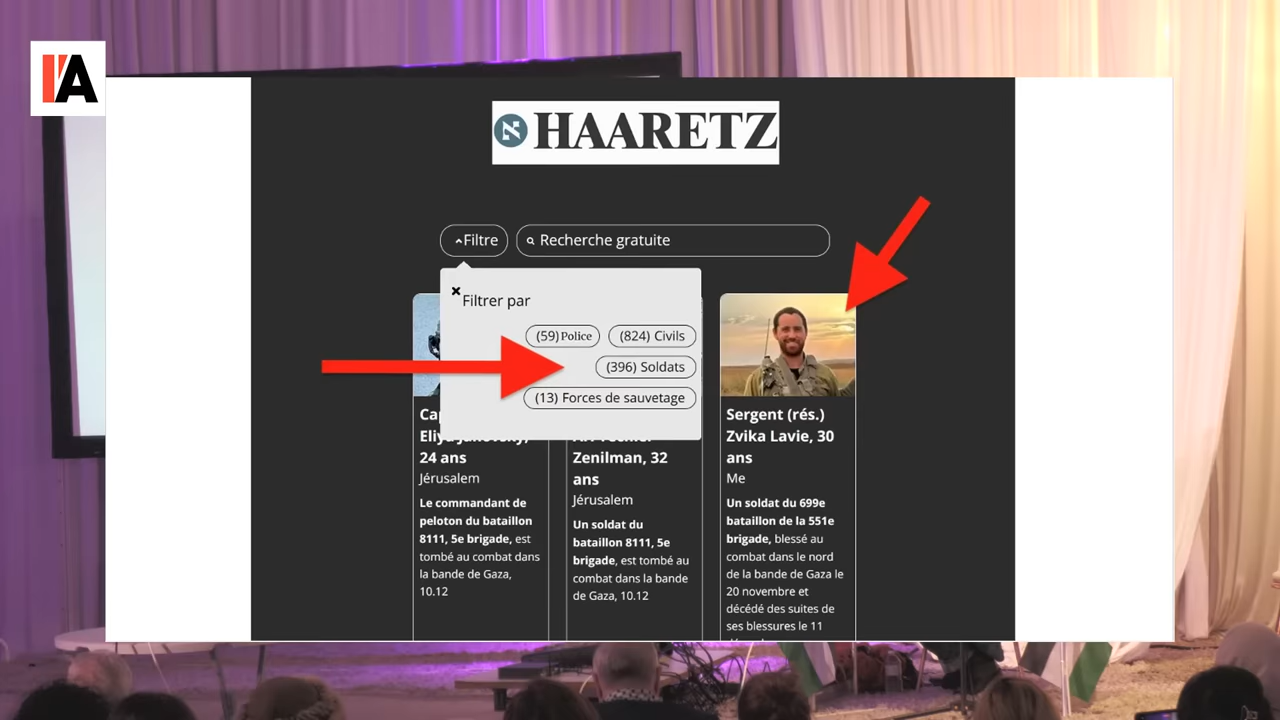 l'A
HAARETZ
Filtre
Recherche gratuite
Filtrer par
(59) Police
(824) Civils
(396) Soldats
(13) Forces de sauvetage
24 ans
Jérusalem
Le commandant de
peloton du bataillon
8111, 5e brigade, est
tombé au combat dans
la bande de Gaza,
10.12
Zenilman, 32
ans
Jérusalem
Un soldat du
bataillon 8111, 5e
brigade, est tombé au
combat dans la bande
de Gaza, 10.12
Sergent (rés.)
Zvika Lavie, 30
ans
Me
Un soldat du 699e
bataillon de la 551e
brigade, blessé au
combat dans le nord
de la bande de Gaza le
20 novembre et
décédé des suites de
ses blessures le 11